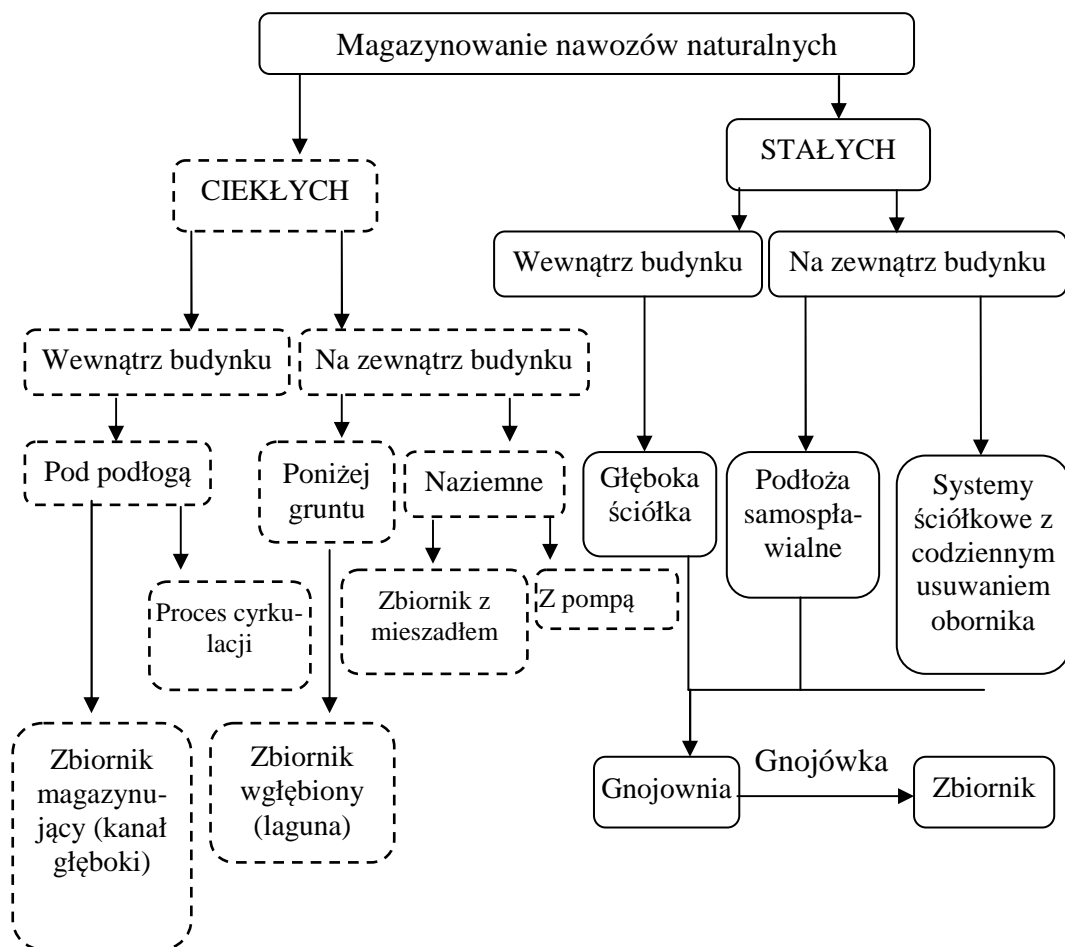 Magazynowanie nawozów naturalnych
STAŁYCH
CIEKŁYCH
Wewnątrz budynku
Na zewnątrz budynku
Wewnątrz budynku
Na zewnątrz budynku
Pod podłogą
Poniżej
gruntu
Naziemne
Głęboka
ściółka
Podłoża
samospła-
wialne
Systemy
ściółkowe z
codziennym
usuwaniem
obornika
Proces cyrku-
lacji
Zbiornik z
mieszadłem
Z pompą
Zbiornik
magazynu-
jący (kanał
głęboki)
Zbiornik
wgłębiony
(laguna)
Gnojownia
Gnojówka
Zbiornik